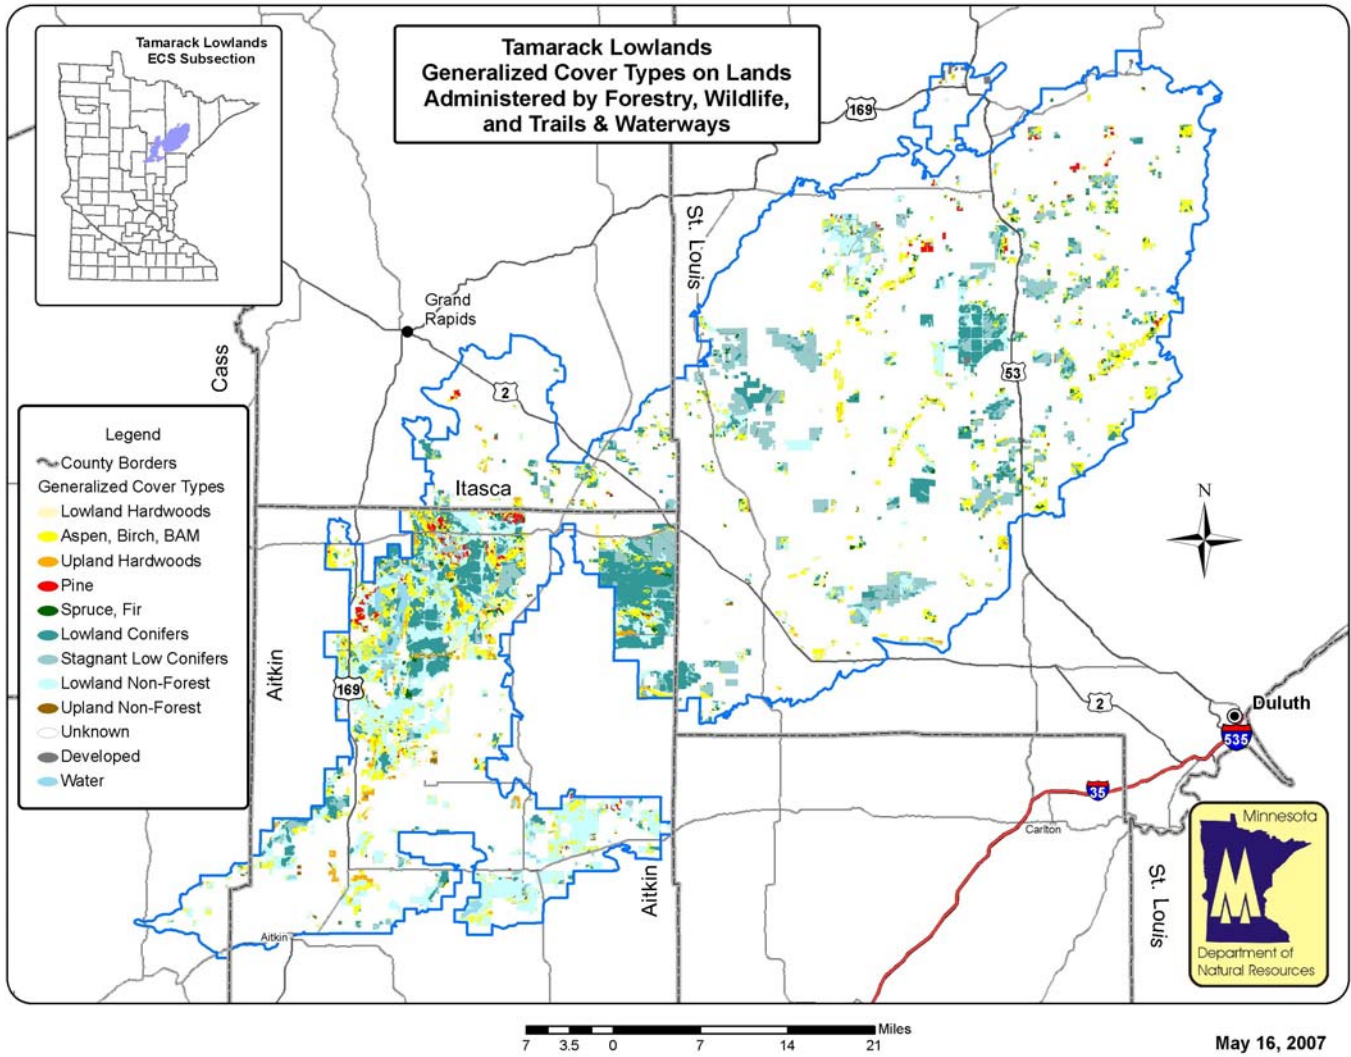 Tamarack Lowlands
ECS Subsection
Tamarack Lowlands
Generalized Cover Types on Lands
Administered by Forestry, Wildlife,
and Trails & Waterways
169
St. Louis
Grand
Rapids
Cass
2
53
Itasca
N
Legend
County Borders
Generalized Cover Types
Lowland Hardwoods
Aspen, Birch, BAM
Upland Hardwoods
Pine
Spruce, Fir
Lowland Conifers
Stagnant Low Conifers
Lowland Non-Forest
Upland Non-Forest
Unknown
Developed
Water
Aitkin
169
2
Duluth
535
35
Carlton
Aitkin
Aitkin
St. Louis
Minnesota
Department of
Natural Resources
Miles
7 3.5 0 7 14 21
May 16, 2007